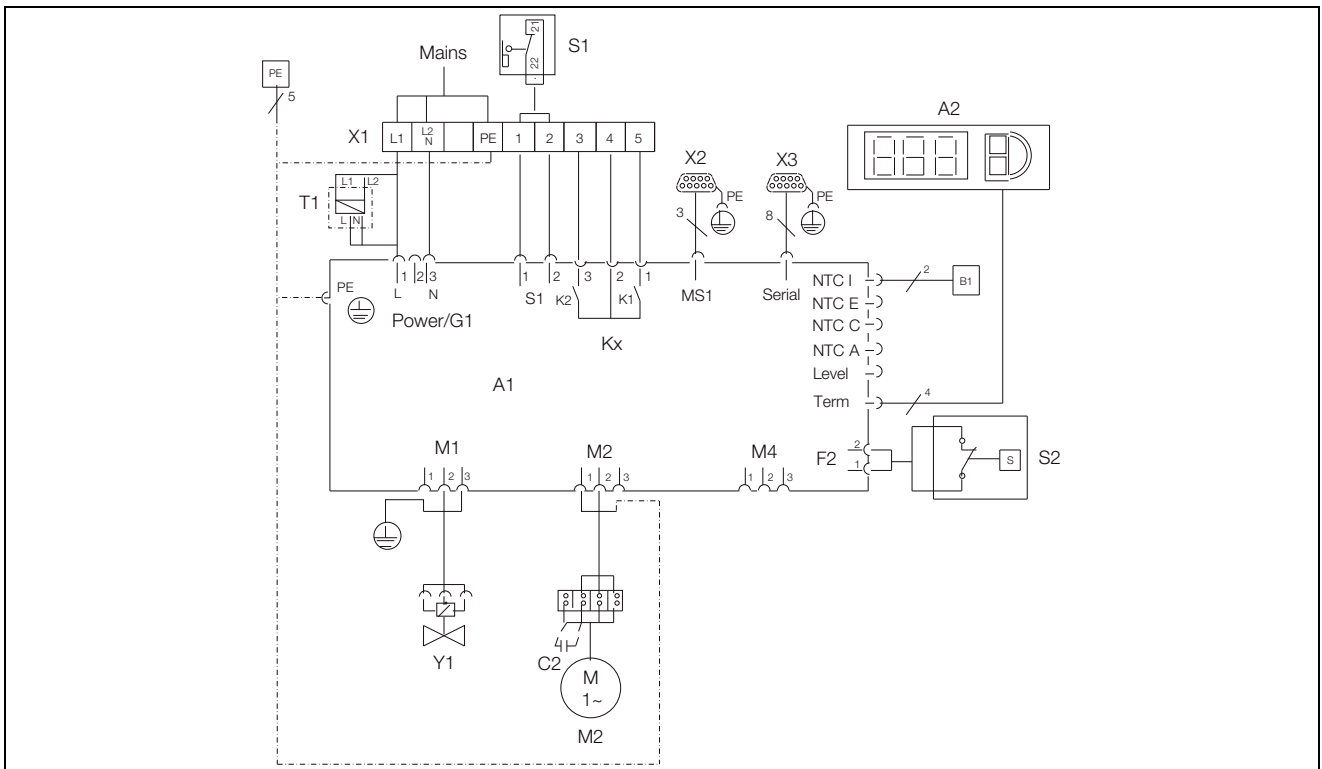 21
22
S1
Mains
PE
5
A2
X1
L1
L2
N
PE
1
2
3
4
5
X2
X3
PE
PE
3
8
L1
L2
T1
L
N
PE
1
2
3
L
N
Power/G1
1
2
S1
3
2
1
K2
K1
Kx
MS1
Serial
NTC I
2
B1
NTC E
NTC C
NTC A
Level
Term
4
A1
M1
1
2
3
M2
1
2
3
M4
1
2
3
F2
2
1
S
S2
Y1
C2
M
1~
M2